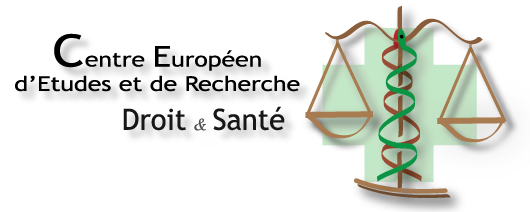 Centre Européen
d'Etudes et de Recherche
Droit & Santé